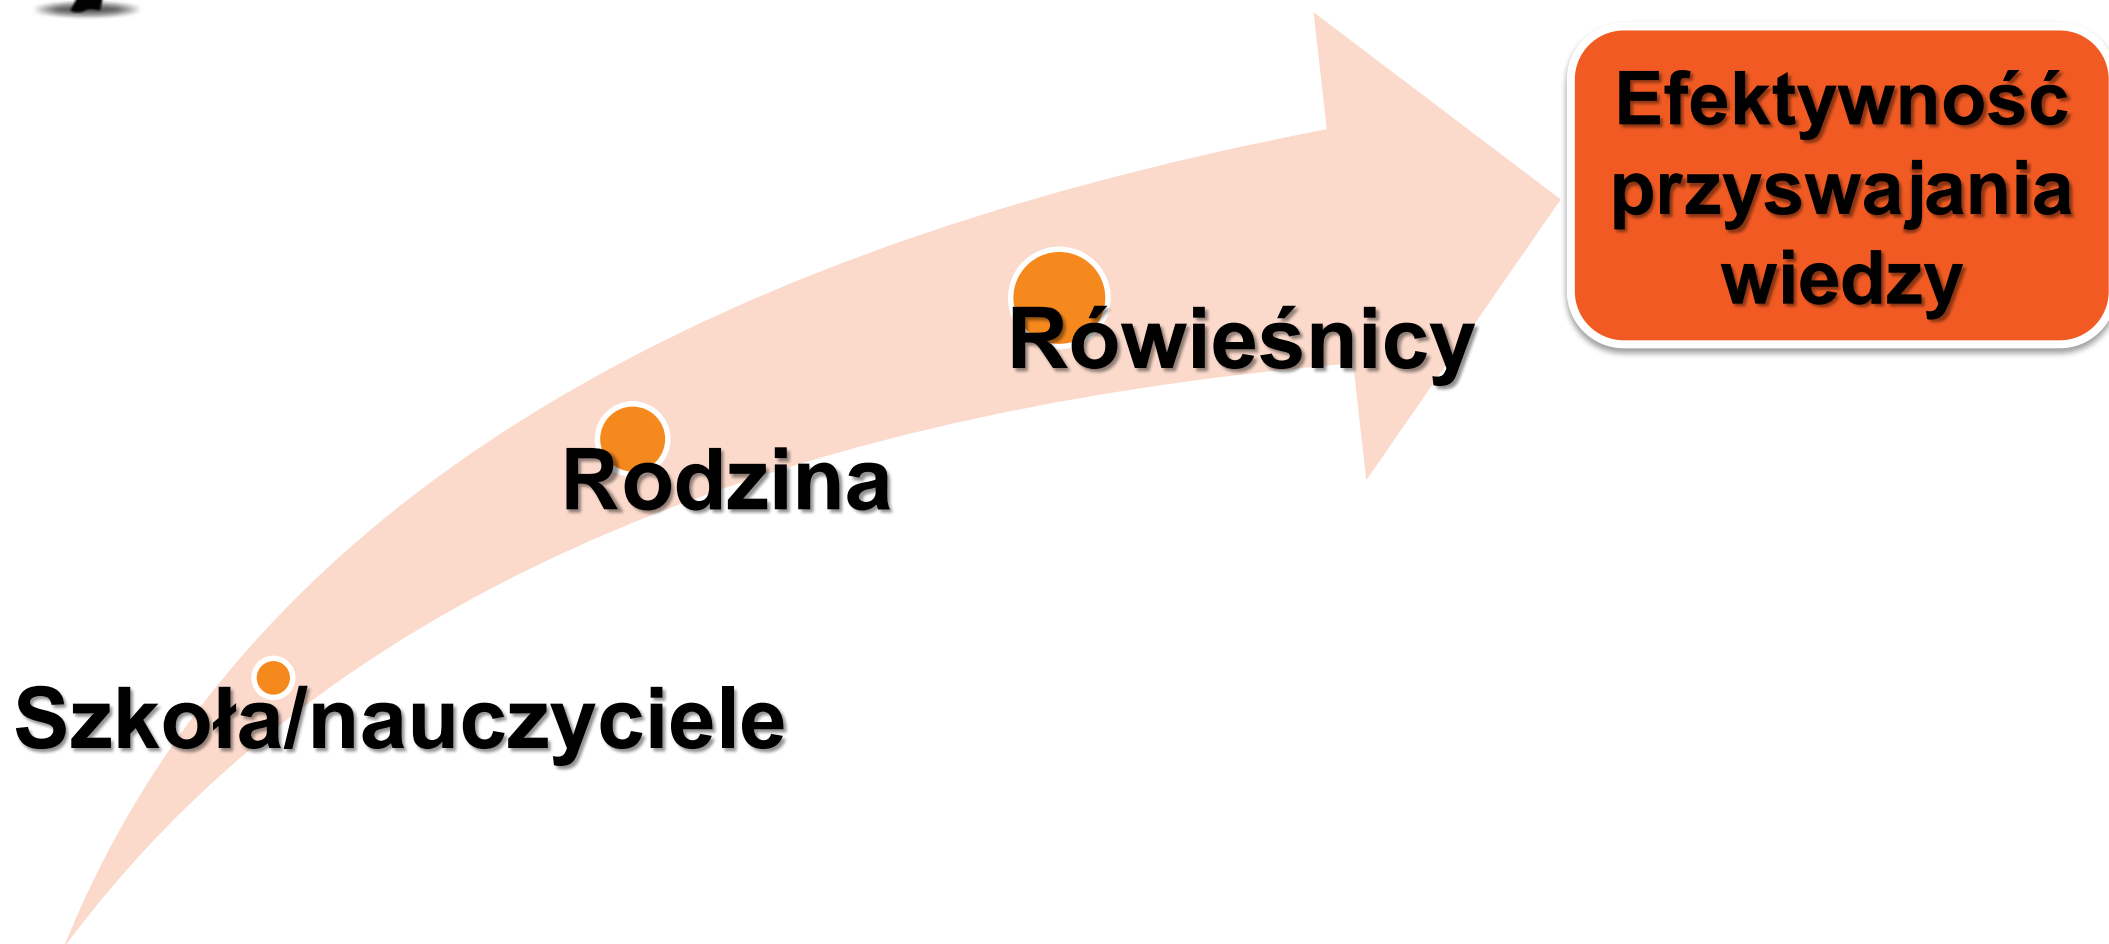 Efektywność
przyswajania
wiedzy
Rówieśnicy
Rodzina
Szkoła/nauczyciele